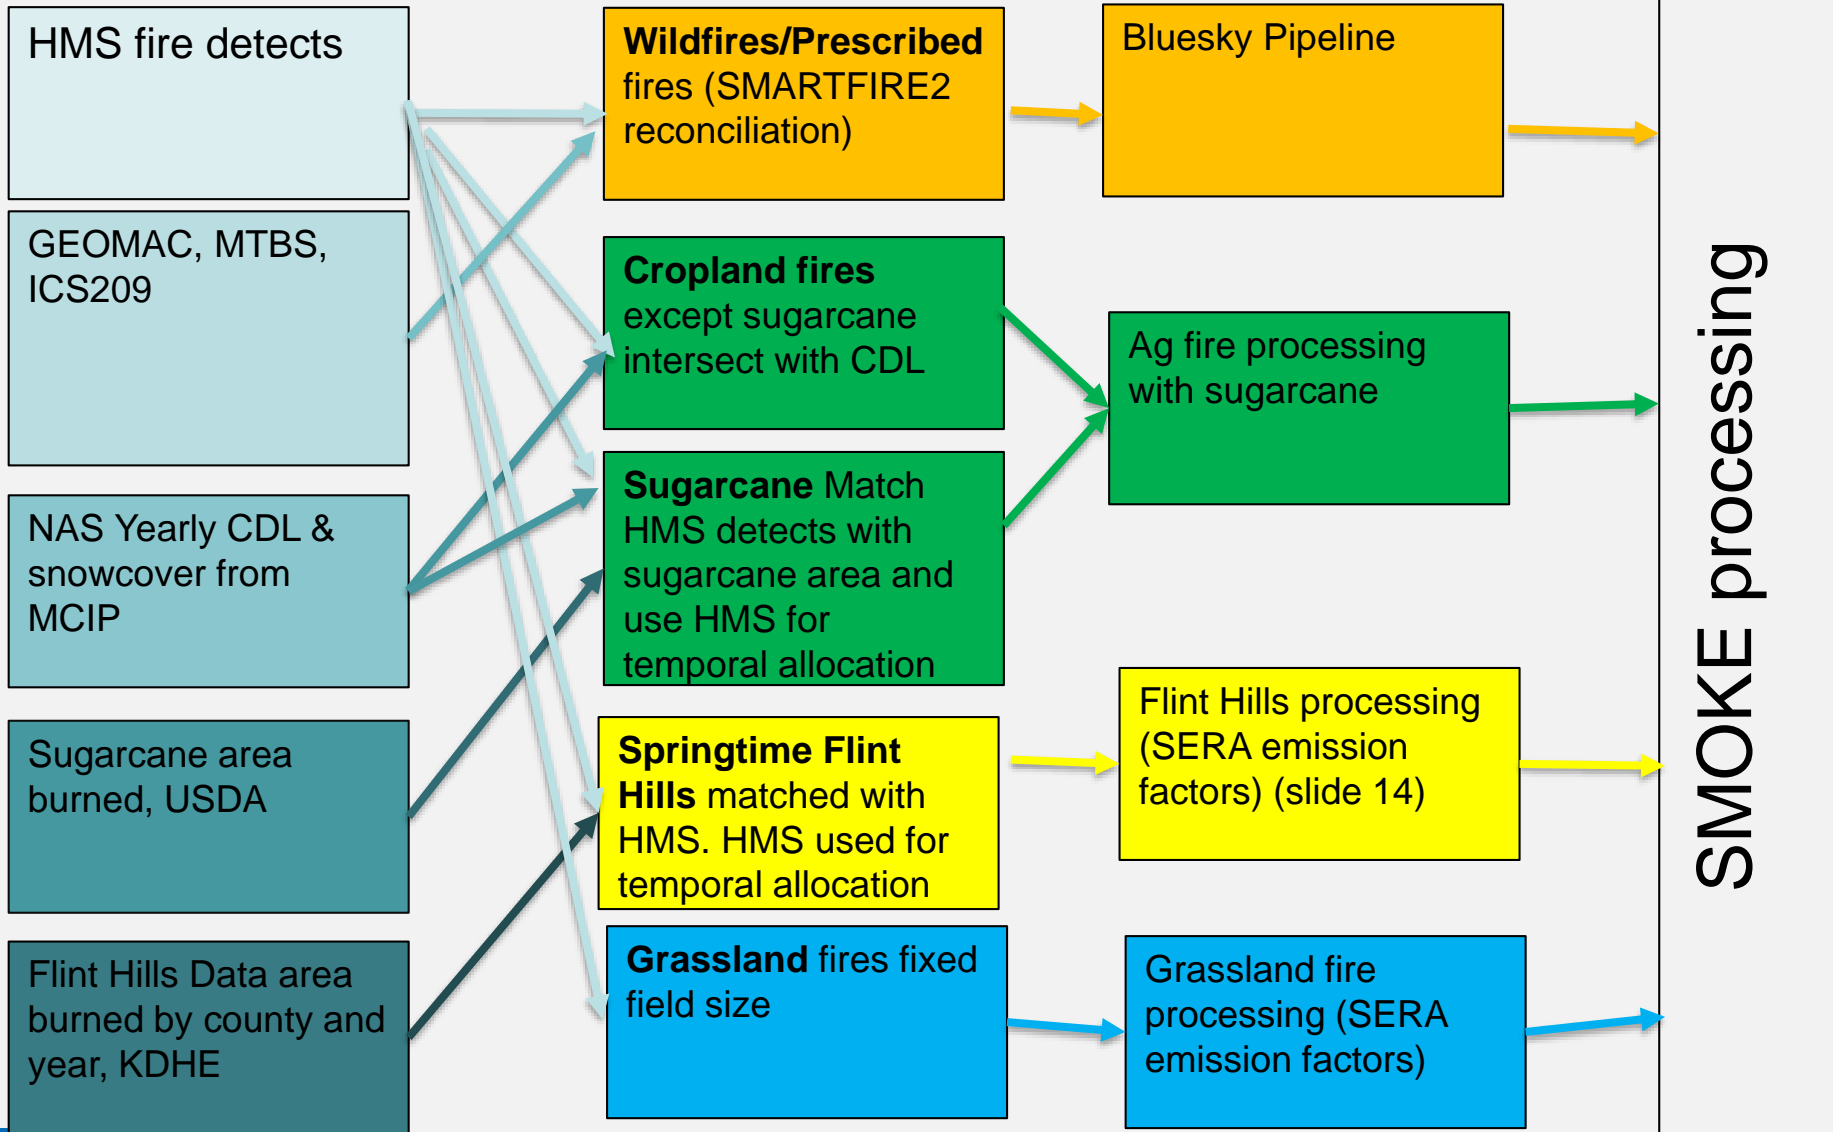 HMS fire detects
GEOMAC, MTBS,
ICS209
NAS Yearly CDL &
snowcover from
MCIP
Sugarcane area
burned, USDA
Flint Hills Data area
burned by county and
year, KDHE
Wildfires/Prescribed
fires (SMARTFIRE2
reconciliation)
Cropland fires
except sugarcane
intersect with CDL
Sugarcane Match
HMS detects with
sugarcane area and
use HMS for
temporal allocation
Springtime Flint
Hills matched with
HMS. HMS used for
temporal allocation
Grassland fires fixed
field size
Bluesky Pipeline
Ag fire processing
with sugarcane
Flint Hills processing
(SERA emission
factors) (slide 14)
Grassland fire
processing (SERA
emission factors)
SMOKE processing